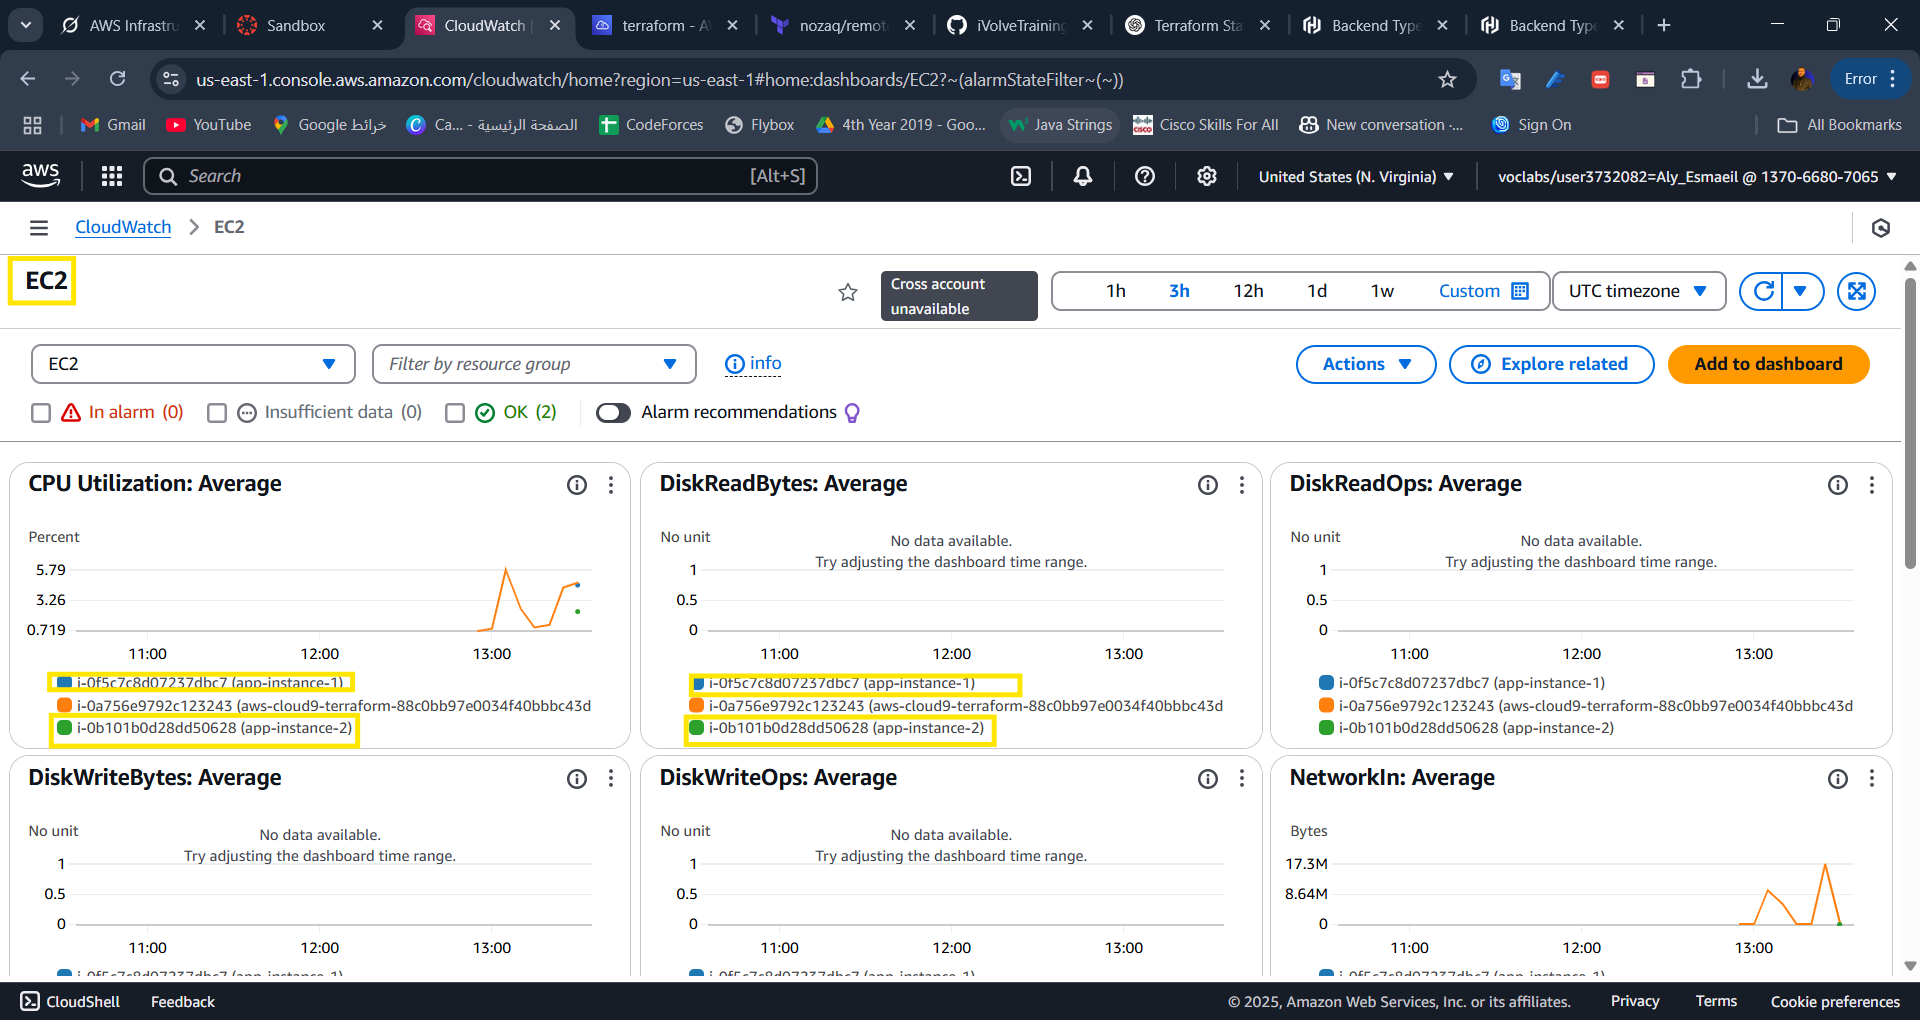 AWS Infrastru
Sandbox
CloudWatch
terraform - A
nozaq/remot
iVolveTraining
Terraform Sta
Backend Type
Backend Type
us-east-1.console.aws.amazon.com/cloudwatch/home?region=us-east-1#home:dashboards/EC2?~(alarmStateFilter~(~))
Error
Gmail
YouTube
خرائط Google
Ca... - الصفحة الرئيسية
CodeForces
Flybox
4th Year 2019 - Goo...
Java Strings
Cisco Skills For All
New conversation -...
Sign On
All Bookmarks
aws
Search
[Alt+S]
United States (N. Virginia)
voclabs/user3732082=Aly_Esmaeil @ 1370-6680-7065
CloudWatch
EC2
EC2
Cross account
unavailable
1h
3h
12h
1d
1w
Custom
UTC timezone
EC2
Filter by resource group
info
Actions
Explore related
Add to dashboard
In alarm (0)
Insufficient data (0)
OK (2)
Alarm recommendations
CPU Utilization: Average
Percent
5.79
3.26
0.719
11:00
12:00
13:00
i-0f5c7c8d07237dbc7 (app-instance-1)
i-0a756e9792c123243 (aws-cloud9-terraform-88c0bb97e0034f40bbbc43d
i-0b101b0d28dd50628 (app-instance-2)
DiskReadBytes: Average
No unit
No data available.
Try adjusting the dashboard time range.
1
0.5
0
11:00
12:00
13:00
i-0f5c7c8d07237dbc7 (app-instance-1)
i-0a756e9792c123243 (aws-cloud9-terraform-88c0bb97e0034f40bbbc43d
i-0b101b0d28dd50628 (app-instance-2)
DiskReadOps: Average
No unit
No data available.
Try adjusting the dashboard time range.
1
0.5
0
11:00
12:00
13:00
i-0f5c7c8d07237dbc7 (app-instance-1)
i-0a756e9792c123243 (aws-cloud9-terraform-88c0bb97e0034f40bbbc43d
i-0b101b0d28dd50628 (app-instance-2)
DiskWriteBytes: Average
No unit
No data available.
Try adjusting the dashboard time range.
1
0.5
0
11:00
12:00
13:00
i-0f5c7c8d07237dbc7 (app-instance-1)
DiskWriteOps: Average
No unit
No data available.
Try adjusting the dashboard time range.
1
0.5
0
11:00
12:00
13:00
i-0f5c7c8d07237dbc7 (app-instance-1)
NetworkIn: Average
Bytes
17.3M
8.64M
0
11:00
12:00
13:00
i-0f5c7c8d07237dbc7 (app-instance-1)
CloudShell
Feedback
© 2025, Amazon Web Services, Inc. or its affiliates.
Privacy
Terms
Cookie preferences